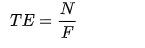 TE = N/F